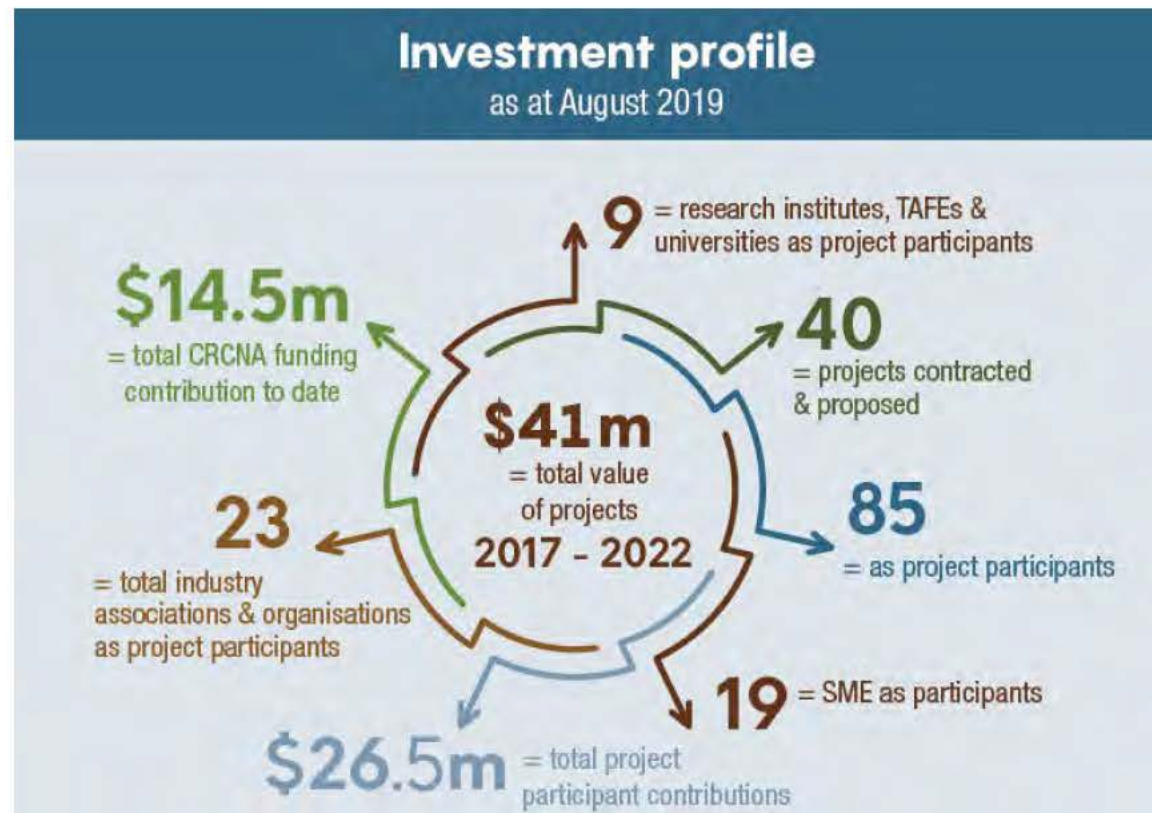 Investment profile
as at August 2019
9 = research institutes, TAFEs &
universities as project participants
$14.5m
= total CRCNA funding
contribution to date
40
= projects contracted
& proposed
$41m
= total value
of projects
2017 - 2022
23
= total industry
associations & organisations
as project participants
85
= as project participants
19 = SME as participants
$26.5m = total project
participant contributions